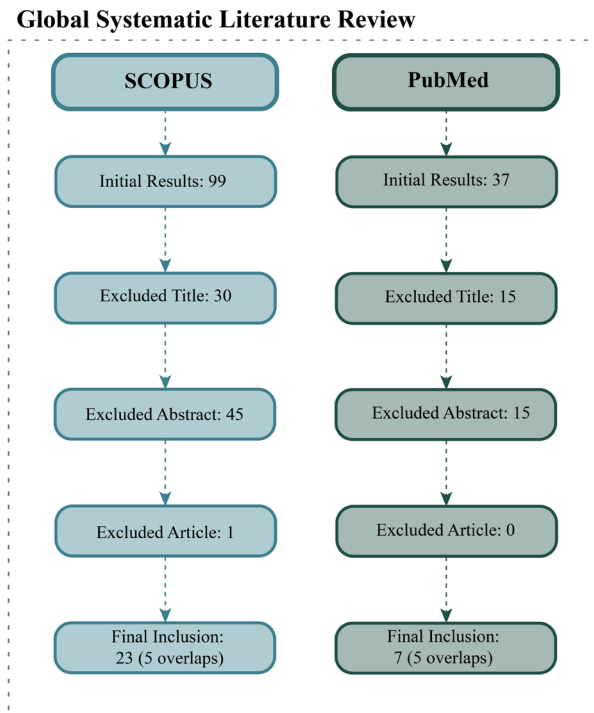 Global Systematic Literature Review
SCOPUS
Initial Results: 99
Excluded Title: 30
Excluded Abstract: 45
Excluded Article: 1
Final Inclusion:
23 (5 overlaps)
PubMed
Initial Results: 37
Excluded Title: 15
Excluded Abstract: 15
Excluded Article: 0
Final Inclusion:
7 (5 overlaps)